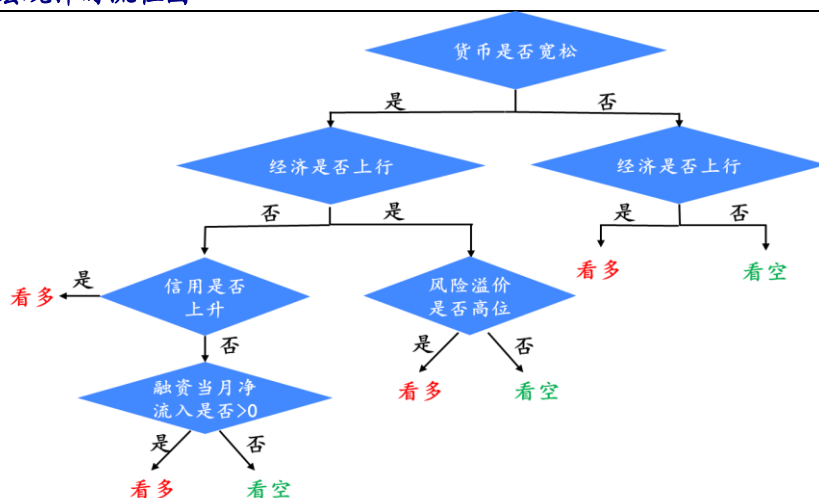 货币是否宽松
是
否
经济是否上行
经济是否上行
否
是
是
否
信用是否
上升
是
看多
风险溢价
是否高位
看多
看空
否
是
否
融资当月净
流入是否>0
看多
看空
是
否
看多
看空